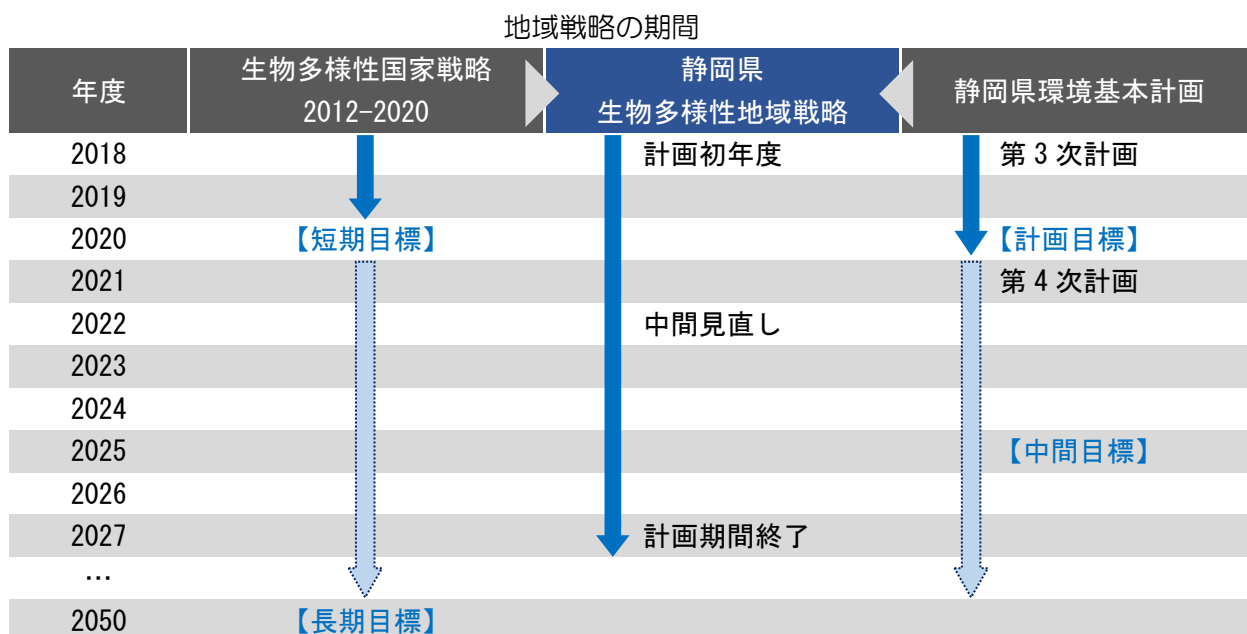 地域戦略の期間
年度
生物多様性国家戦略
2012-2020
静岡県
生物多様性地域戦略
静岡県環境基本計画
2018 計画初年度 第3次計画
2019
2020 【短期目標】 【計画目標】
2021 第4次計画
2022 中間見直し
2023
2024
2025 【中間目標】
2026
2027 計画期間終了
…
2050 【長期目標】